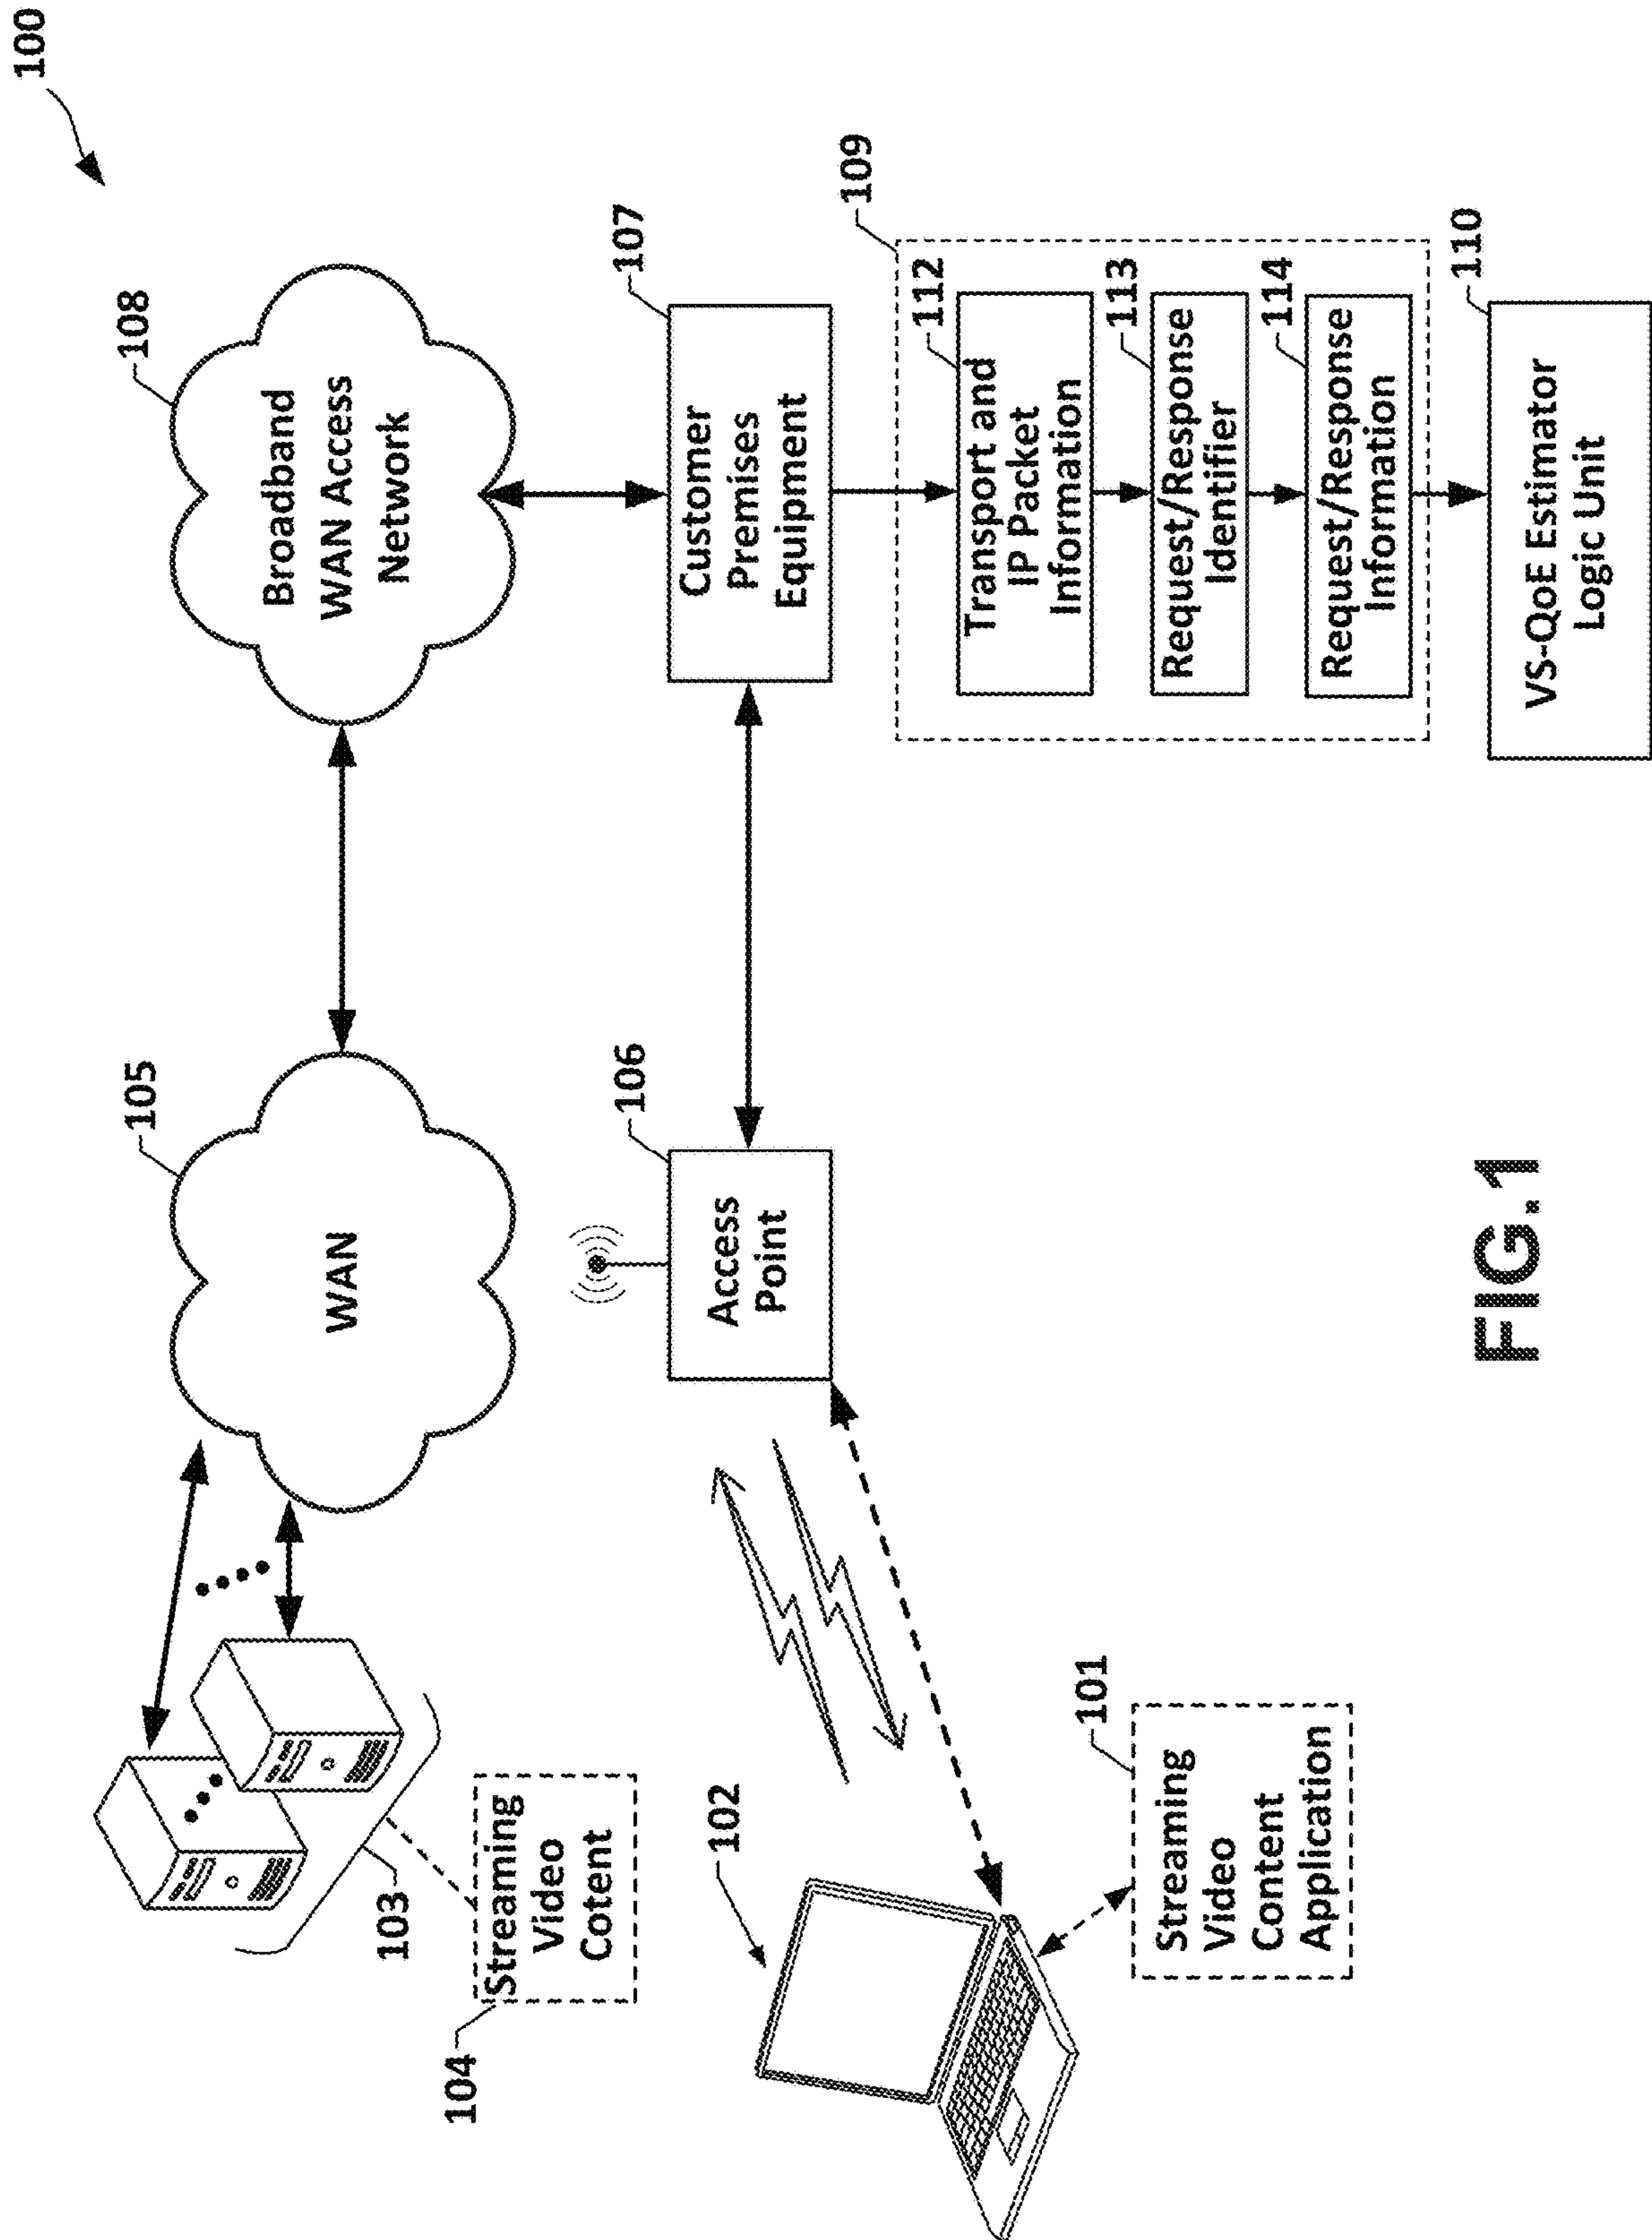 100
103
104
Streaming
Video
Cotent
105
WAN
108
Broadband
WAN Access
Network
102
101
Streaming
Video
Content
Application
106
Access
Point
107
Customer
Premises
Equipment
109
112
Transport and
IP Packet
Information
113
Request/Response
Identifier
114
Request/Response
Information
110
VS-QoE Estimator
Logic Unit
FIG.1